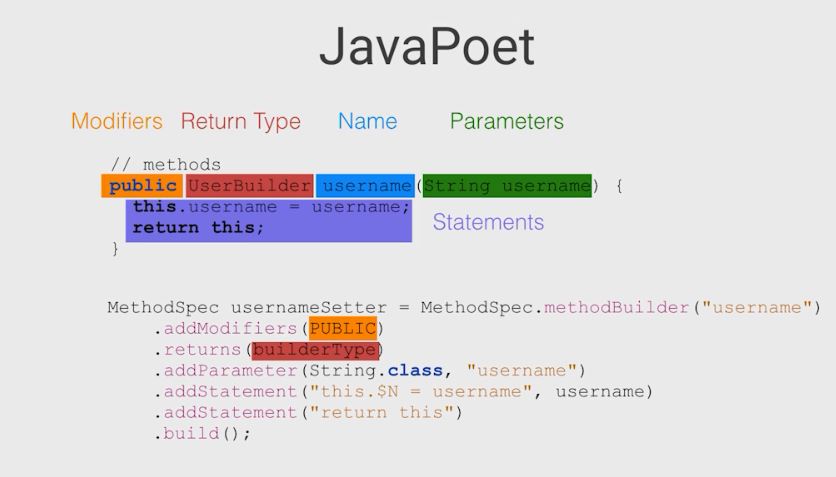 JavaPoet
Modifiers Return Type Name Parameters
// methods
public UserBuilder username(String username) {
this.username = username;
return this;
Statements
}
MethodSpec usernameSetter = MethodSpec.methodBuilder("username")
.addModifiers(PUBLIC)
.returns(builderType)
.addParameter(String.class, "username")
.addStatement("this.$N = username", username)
.addStatement("return this")
.build();